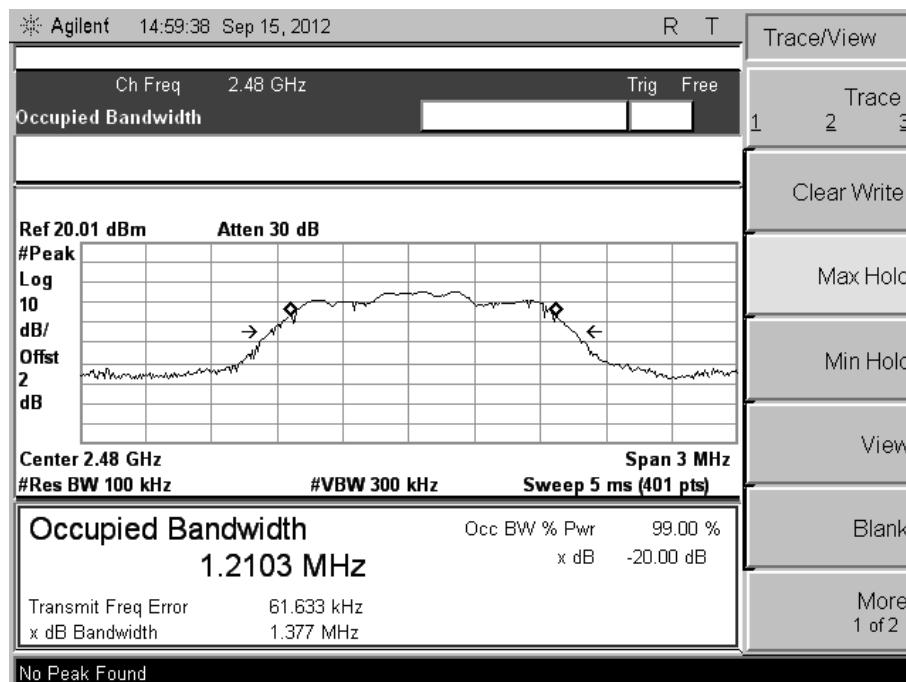 Agilent 14:59:38 Sep 15, 2012 R T
Trace/View
Ch Freq 2.48 GHz Trig Free
Occupied Bandwidth
Trace
1 2 3
Clear Write
Ref 20.01 dBm Atten 30 dB
#Peak
Log
10
dB/
Offst
2
dB
Max Hold
Min Hold
Center 2.48 GHz Span 3 MHz
#Res BW 100 kHz #VBW 300 kHz Sweep 5 ms (401 pts)
View
Occupied Bandwidth Occ BW % Pwr 99.00 %
1.2103 MHz x dB -20.00 dB
Blank
Transmit Freq Error 61.633 kHz
x dB Bandwidth 1.377 MHz
More
1 of 2
No Peak Found